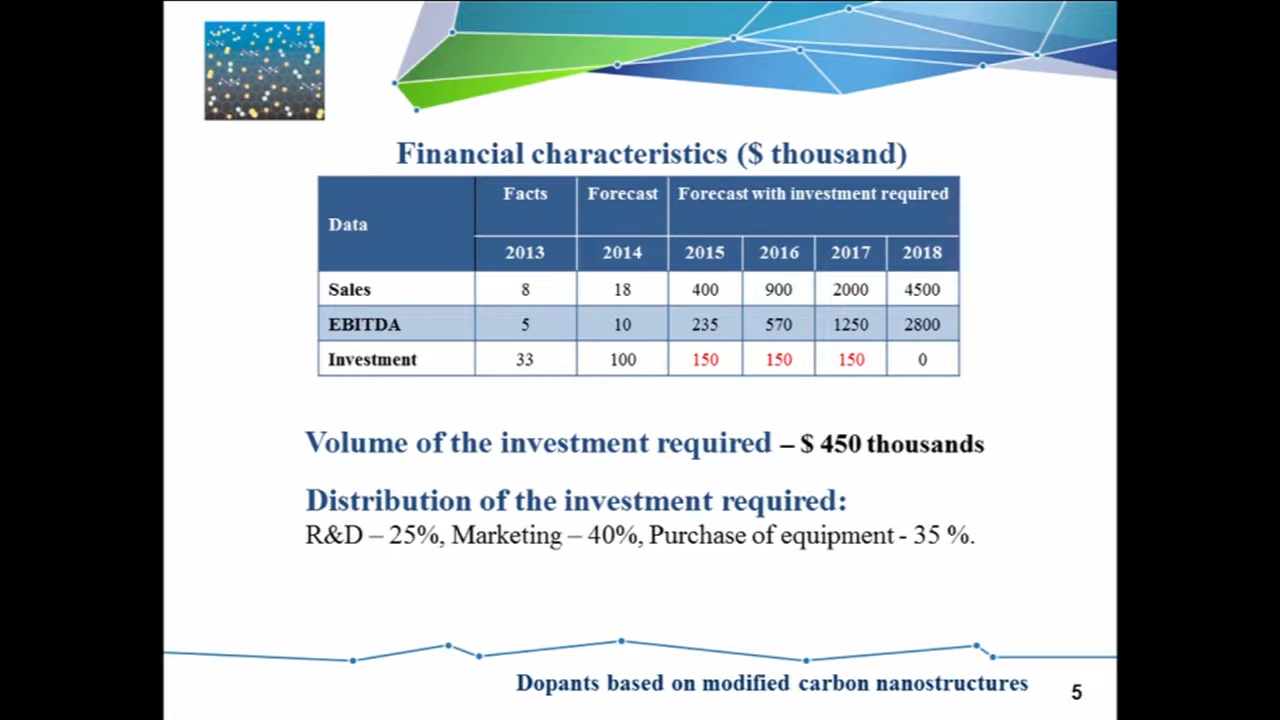 Financial characteristics ($ thousand)
Data Facts Forecast Forecast with investment required
2013 2014 2015 2016 2017 2018
Sales 8 18 400 900 2000 4500
EBITDA 5 10 235 570 1250 2800
Investment 33 100 150 150 150 0
Volume of the investment required – $ 450 thousands
Distribution of the investment required:
R&D – 25%, Marketing – 40%, Purchase of equipment - 35 %.
Dopants based on modified carbon nanostructures
5